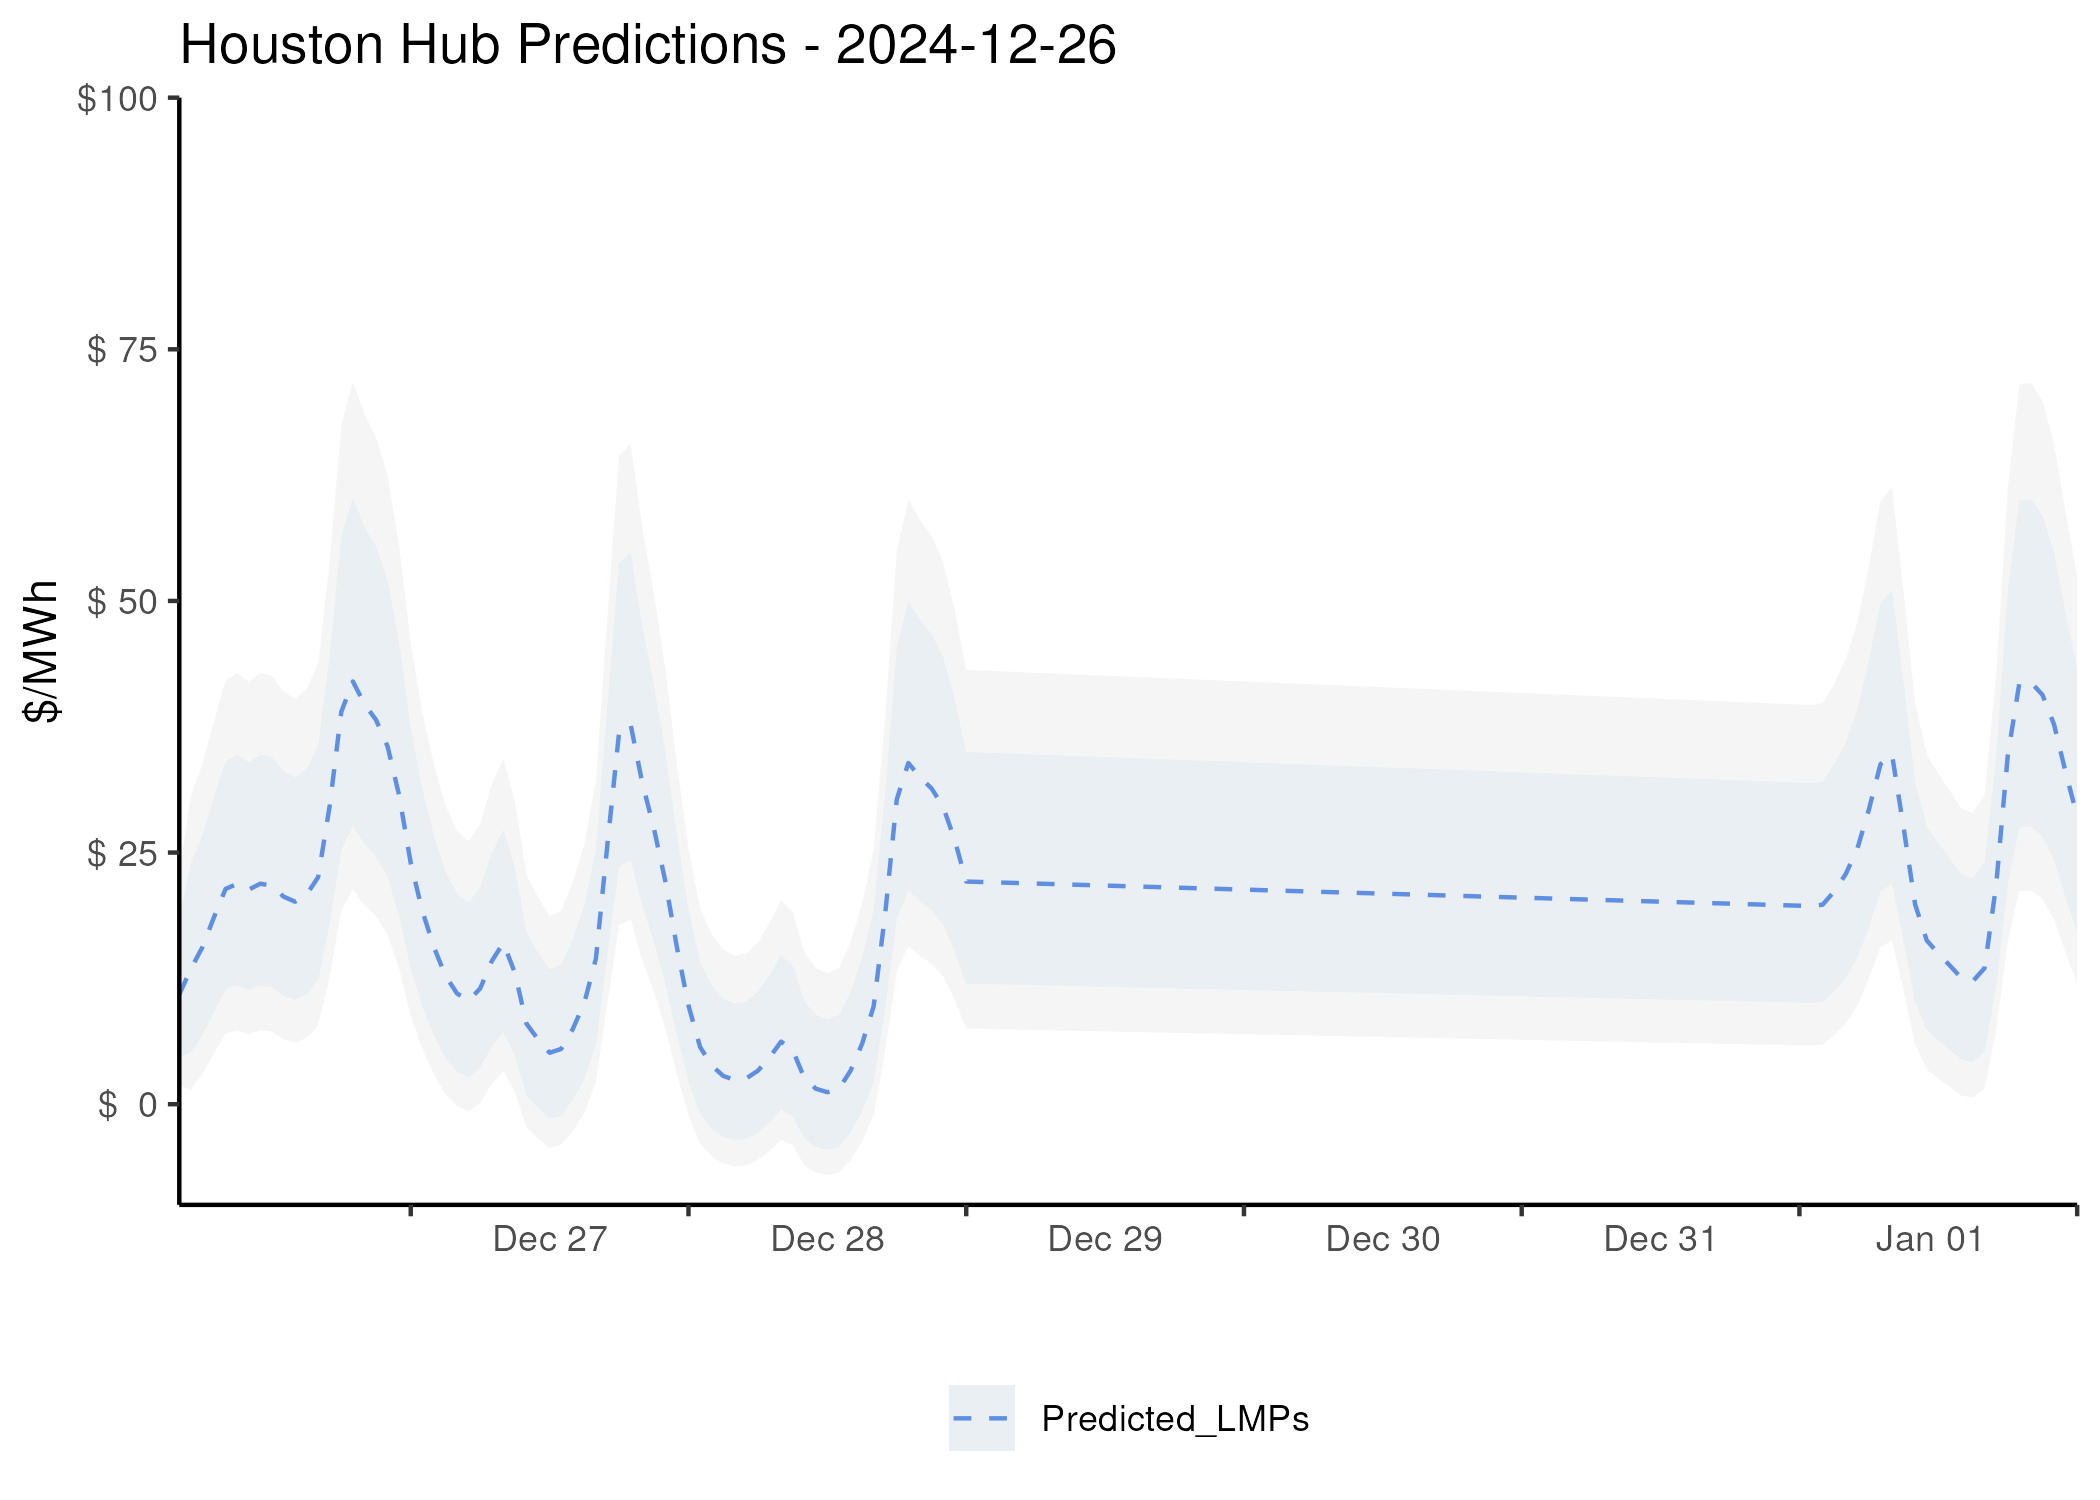 Houston Hub Predictions - 2024-12-26
$100
$ 75
$ 50
$ 25
$  0
$/MWh
Dec 27
Dec 28
Dec 29
Dec 30
Dec 31
Jan 01
Predicted_LMPs